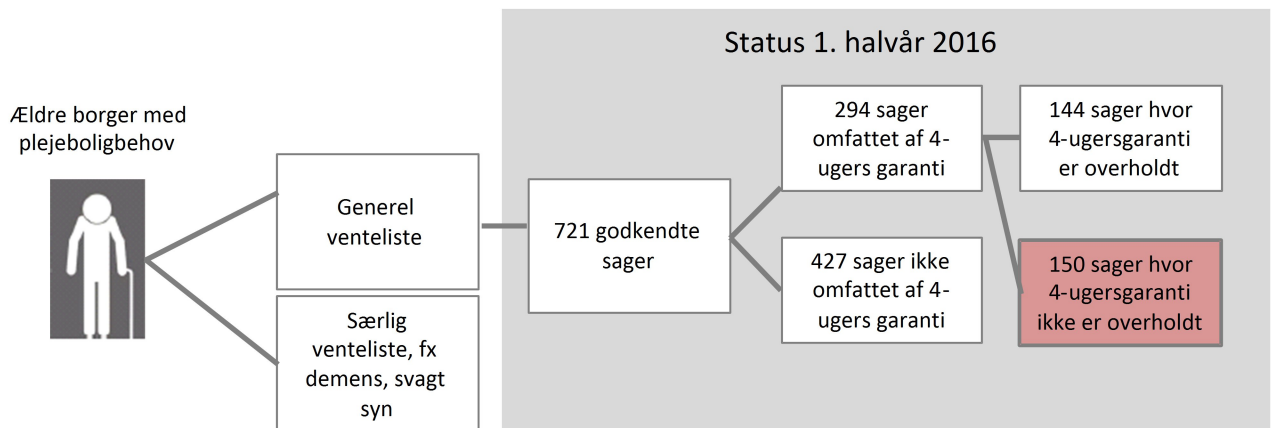 Status 1. halvår 2016
Ældre borger med
plejeboligbehov
Generel
venteliste
Særlig
venteliste, fx
demens, svagt
syn
721 godkendte
sager
294 sager
omfattet af 4-
ugers garanti
427 sager ikke
omfattet af 4-
ugers garanti
144 sager hvor
4-ugersgaranti
er overholdt
150 sager hvor
4-ugersgaranti
ikke er overholdt